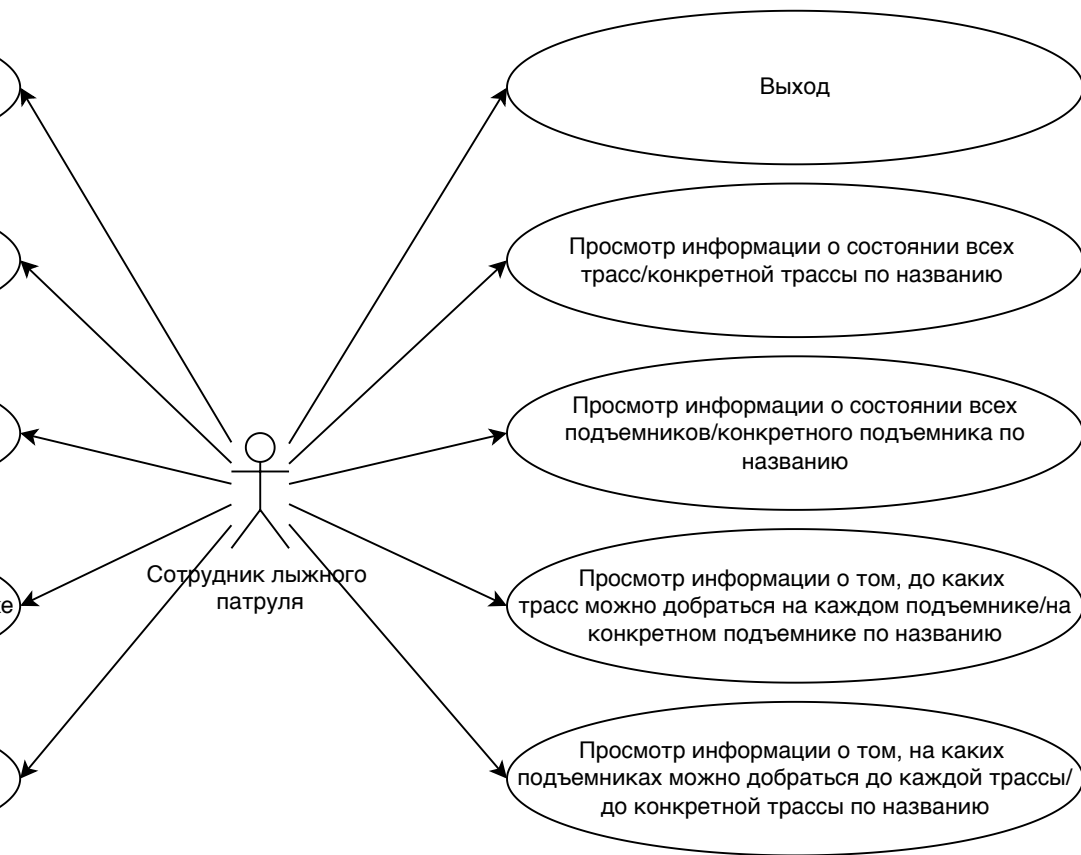 Выход
Просмотр информации о состоянии всех
трасс/конкретной трассы по названию
Просмотр информации о состоянии всех
подъемников/конкретного подъемника по
названию
Сотрудник лыжного
патруля
Просмотр информации о том, до каких
трасс можно добраться на каждом подъемнике/на
конкретном подъемнике по названию
Просмотр информации о том, на каких
подъемниках можно добраться до каждой трассы/
до конкретной трассы по названию